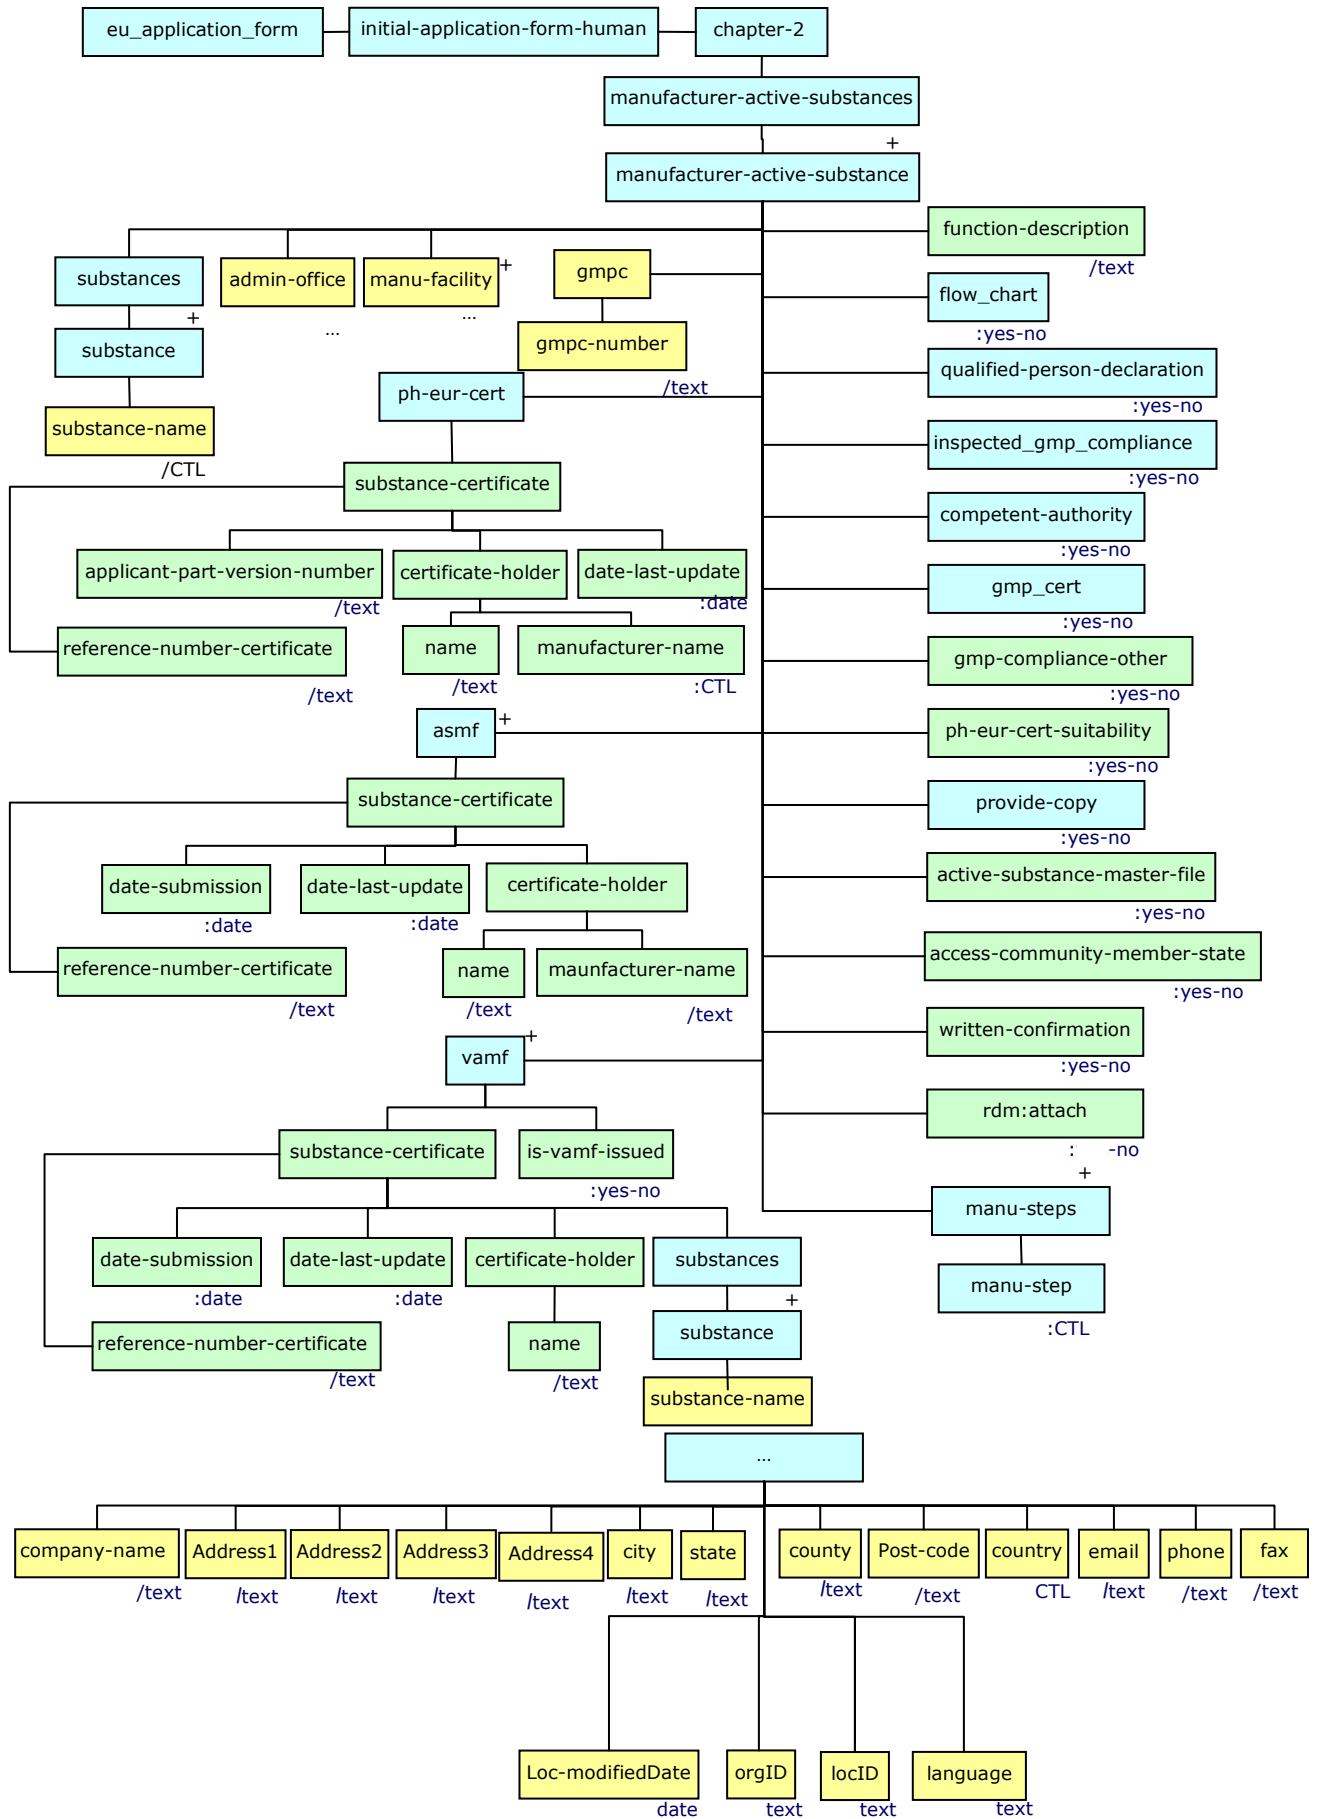 eu_application_form
initial-application-form-human
chapter-2
manufacturer-active-substances
+
manufacturer-active-substance
function-description
/text
substances
admin-office
manu-facility
+
gmpc
...
...
flow_chart
:yes-no
+
substance
gmpc-number
/text
qualified-person-declaration
:yes-no
ph-eur-cert
substance-name
/CTL
inspected_gmp_compliance
:yes-no
substance-certificate
competent-authority
:yes-no
applicant-part-version-number
/text
certificate-holder
date-last-update
:date
gmp_cert
:yes-no
reference-number-certificate
/text
name
/text
manufacturer-name
:CTL
gmp-compliance-other
:yes-no
asmf
+
ph-eur-cert-suitability
:yes-no
substance-certificate
provide-copy
:yes-no
date-submission
:date
date-last-update
:date
certificate-holder
active-substance-master-file
:yes-no
reference-number-certificate
/text
name
/text
maunfacturer-name
/text
access-community-member-state
:yes-no
vamf
+
written-confirmation
:yes-no
substance-certificate
is-vamf-issued
:yes-no
rdm:attach
: -no
+
manu-steps
date-submission
:date
date-last-update
:date
certificate-holder
substances
manu-step
:CTL
+
reference-number-certificate
/text
name
/text
substance
substance-name
...
company-name
/text
Address1
/text
Address2
/text
Address3
/text
Address4
/text
city
/text
state
/text
county
/text
Post-code
/text
country
CTL
email
/text
phone
/text
fax
/text
Loc-modifiedDate
date
orgID
text
locID
text
language
text